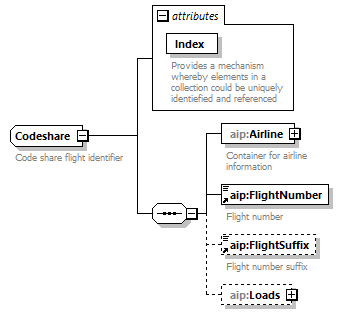 attributes
Index
Provides a mechanism
whereby elements in a
collection could be uniquely
identiefied and referenced
Codeshare
Code share flight identifier
aip:Airline
Container for airline
information
aip:FlightNumber
Flight number
aip:FlightSuffix
Flight number suffix
aip:Loads